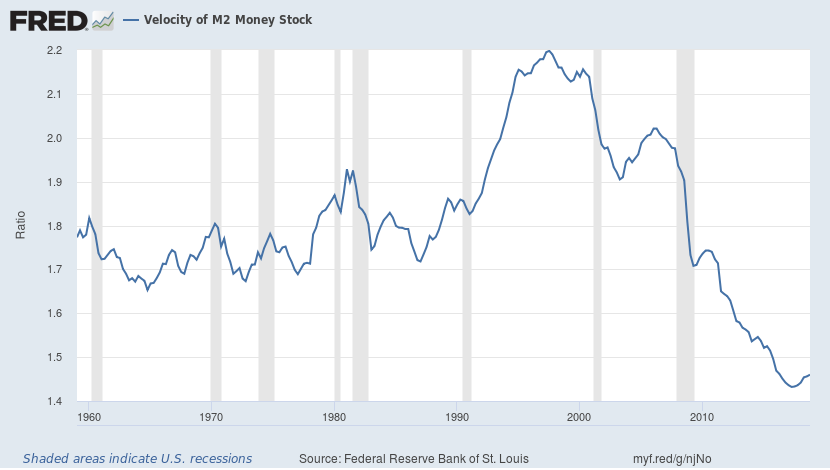 FRED
Velocity of M2 Money Stock
2.2
2.1
2.0
1.9
1.8
1.7
1.6
1.5
1.4
Ratio
1960 1970 1980 1990 2000 2010
Shaded areas indicate U.S. recessions Source: Federal Reserve Bank of St. Louis myf.red/g/njNo